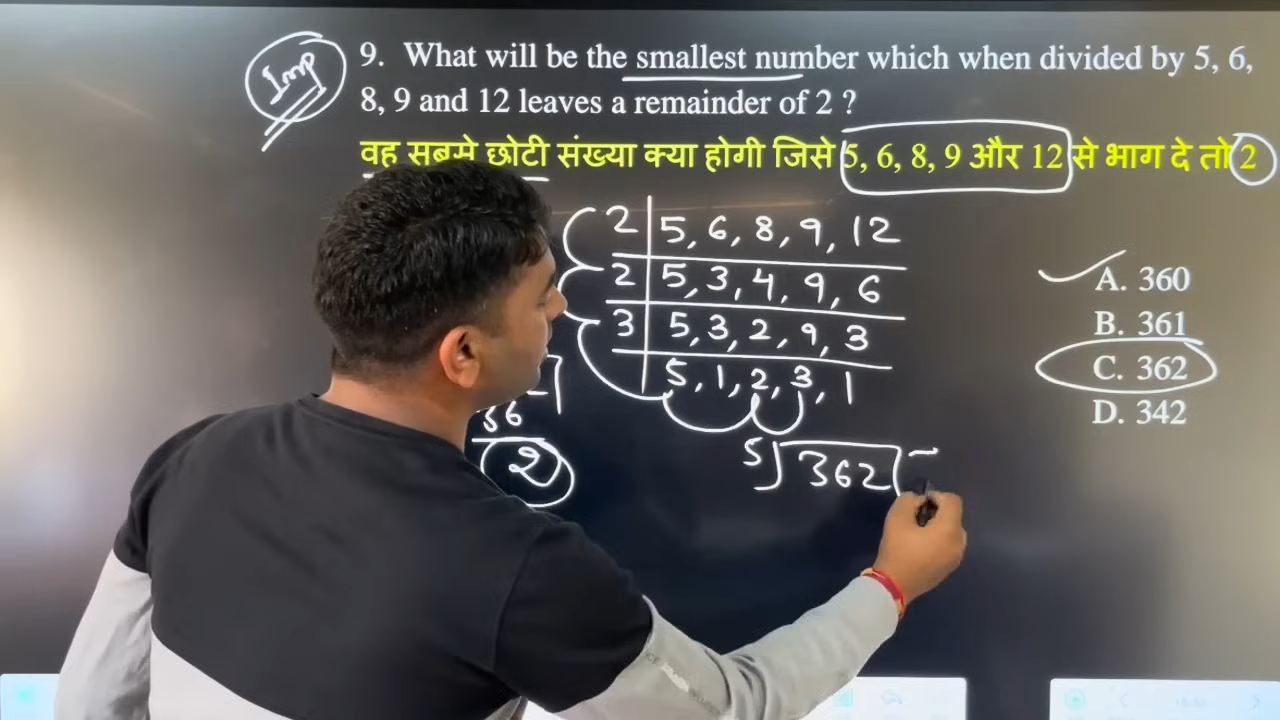 Imp
9. What will be the smallest number which when divided by 5, 6,
8, 9 and 12 leaves a remainder of 2 ?
वह सबसे छोटी संख्या क्या होगी जिसे 5, 6, 8, 9 और 12 से भाग दे तो 2
2 5, 6, 8, 9, 12
2 5, 3, 4, 9, 6
3 5, 3, 2, 9, 3
5, 1, 2, 3, 1
A. 360
B. 361
C. 362
D. 342
36
2
5) 362 (